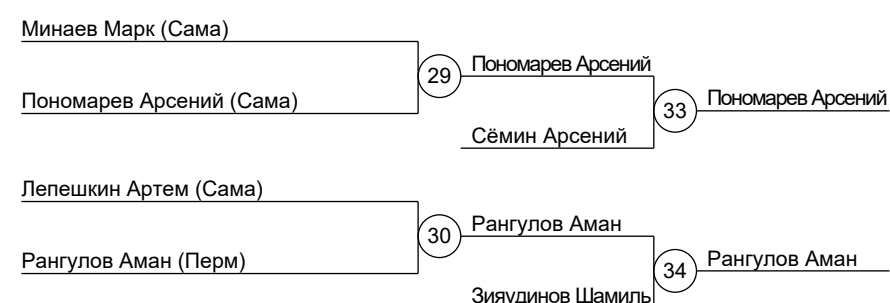 Минаев Марк (Сама)
29
Пономарев Арсений
Пономарев Арсений (Сама)
33
Пономарев Арсений
Сёмин Арсений
Лепешкин Артем (Сама)
30
Рангулов Аман
Рангулов Аман (Перм)
34
Рангулов Аман
Зияудинов Шамиль